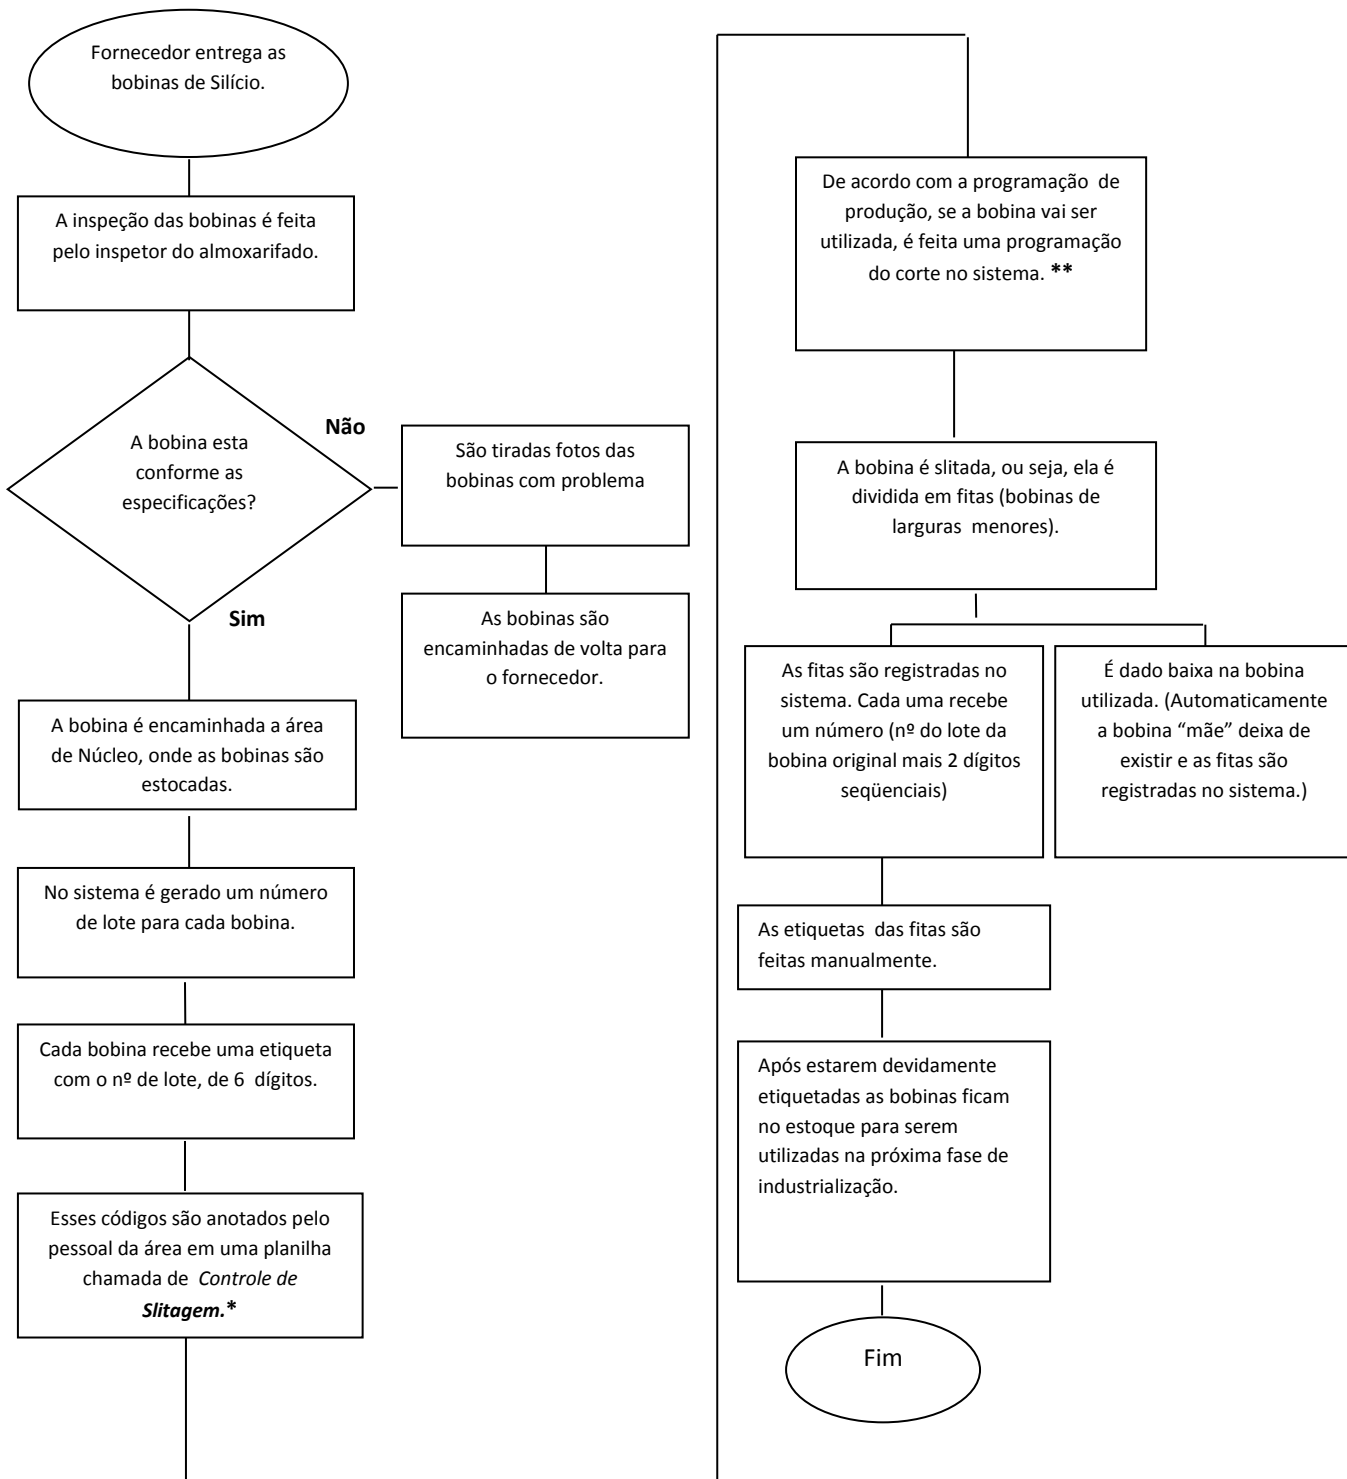 Fornecedor entrega as
bobinas de Silício.
A inspeção das bobinas é feita
pelo inspetor do almoxarifado.
A bobina esta
conforme as
especificações?
Não
São tiradas fotos das
bobinas com problema
As bobinas são
encaminhadas de volta para
o fornecedor.
Sim
A bobina é encaminhada a área
de Núcleo, onde as bobinas são
estocadas.
No sistema é gerado um número
de lote para cada bobina.
Cada bobina recebe uma etiqueta
com o nº de lote, de 6 dígitos.
Esses códigos são anotados pelo
pessoal da área em uma planilha
chamada de Controle de
Slitagem.*
De acordo com a programação de
produção, se a bobina vai ser
utilizada, é feita uma programação
do corte no sistema. **
A bobina é slitada, ou seja, ela é
dividida em fitas (bobinas de
larguras menores).
As fitas são registradas no
sistema. Cada uma recebe
um número (nº do lote da
bobina original mais 2 dígitos
seqüenciais)
É dado baixa na bobina
utilizada. (Automaticamente
a bobina “mãe” deixa de
existir e as fitas são
registradas no sistema.)
As etiquetas das fitas são
feitas manualmente.
Após estarem devidamente
etiquetadas as bobinas ficam
no estoque para serem
utilizadas na próxima fase de
industrialização.
Fim